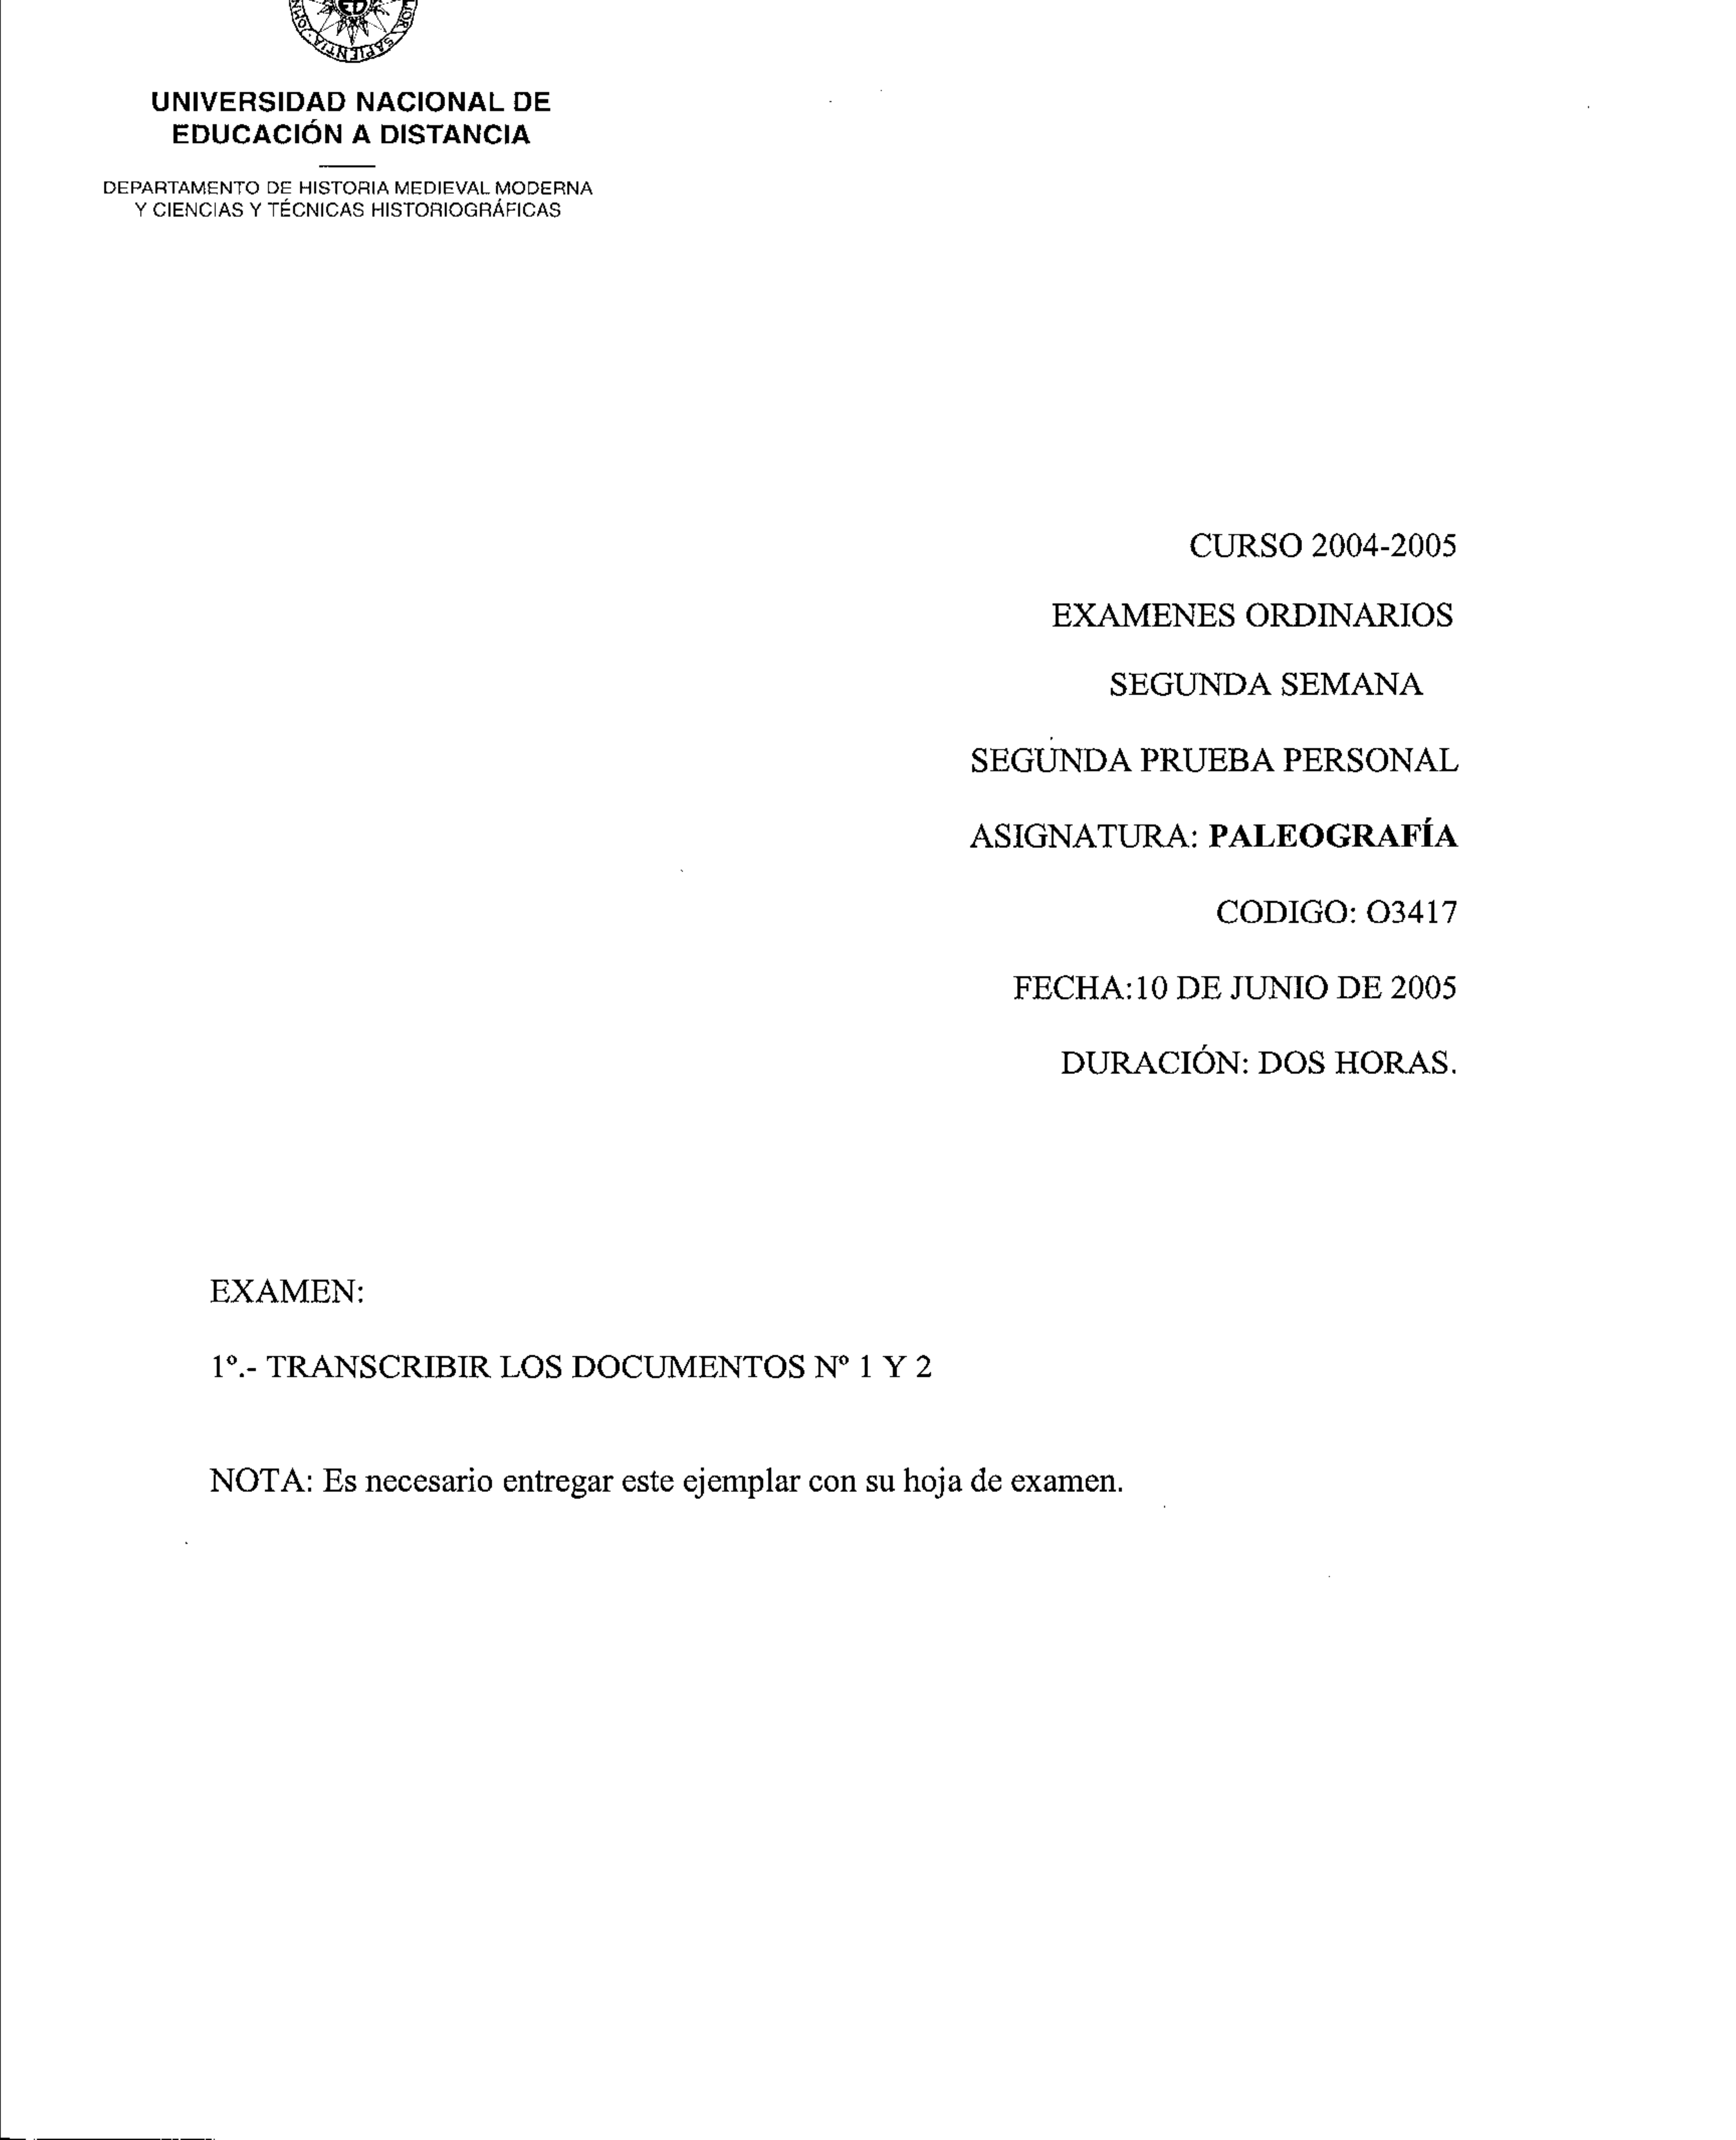 SAPIENTIA
UNIVERSIDAD NACIONAL DE
EDUCACIÓN A DISTANCIA
DEPARTAMENTO DE HISTORIA MEDIEVAL MODERNA
Y CIENCIAS Y TÉCNICAS HISTORIOGRÁFICAS
CURSO 2004-2005
EXAMENES ORDINARIOS
SEGUNDA SEMANA
SEGUNDA PRUEBA PERSONAL
ASIGNATURA: PALEOGRAFÍA
CODIGO: O3417
FECHA:10 DE JUNIO DE 2005
DURACIÓN: DOS HORAS.
EXAMEN:
1º.- TRANSCRIBIR LOS DOCUMENTOS Nº 1 Y 2
NOTA: Es necesario entregar este ejemplar con su hoja de examen.